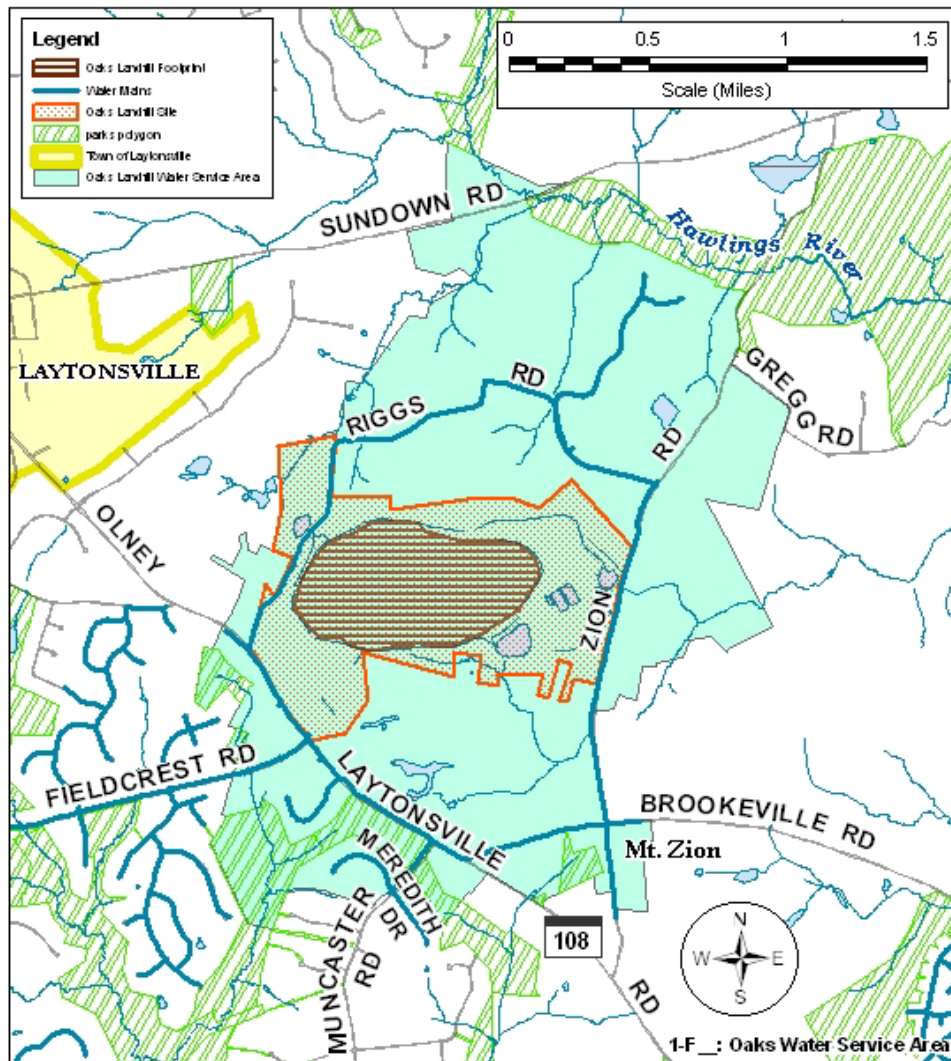 Legend
Oaks Landfill Footprint
Water Mains
Oaks Landfill Site
parks polygon
Town of Laytonsville
Oaks Landfill Water Service Area
0 0.5 1 1.5
Scale (Miles)
SUNDOWN RD
Hawlings River
LAYTONSVILLE
RIGGS RD
GREGG RD
OLNEY
ZION RD
FIELDCREST RD
LAYTONSVILLE RD
BROOKEVILLE RD
Mt. Zion
MEREDITH DR
MUNCASTER RD
108
N
W E
S
1-F__: Oaks Water Service Area